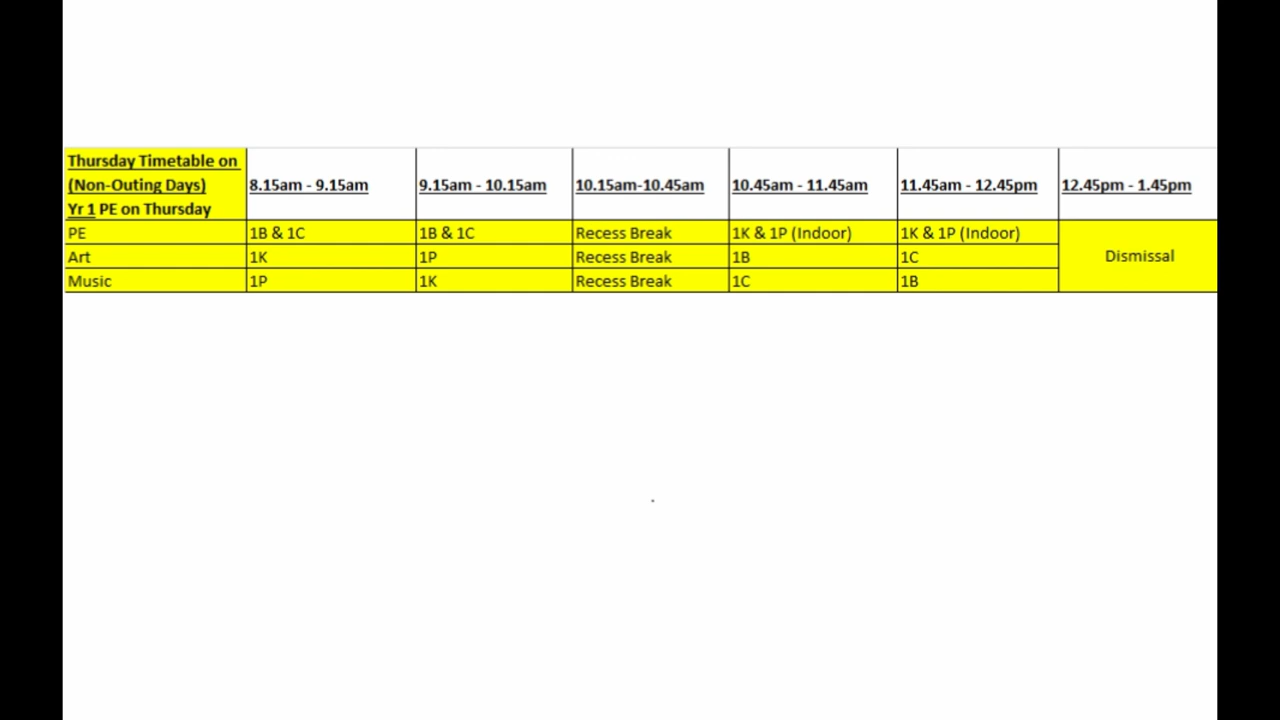 Thursday Timetable on
(Non-Outing Days)
Yr 1 PE on Thursday
8.15am - 9.15am
9.15am - 10.15am
10.15am-10.45am
10.45am - 11.45am
11.45am - 12.45pm
12.45pm - 1.45pm
PE
1B & 1C
1B & 1C
Recess Break
1K & 1P (Indoor)
1K & 1P (Indoor)
Dismissal
Art
1K
1P
Recess Break
1B
1C
Music
1P
1K
Recess Break
1C
1B